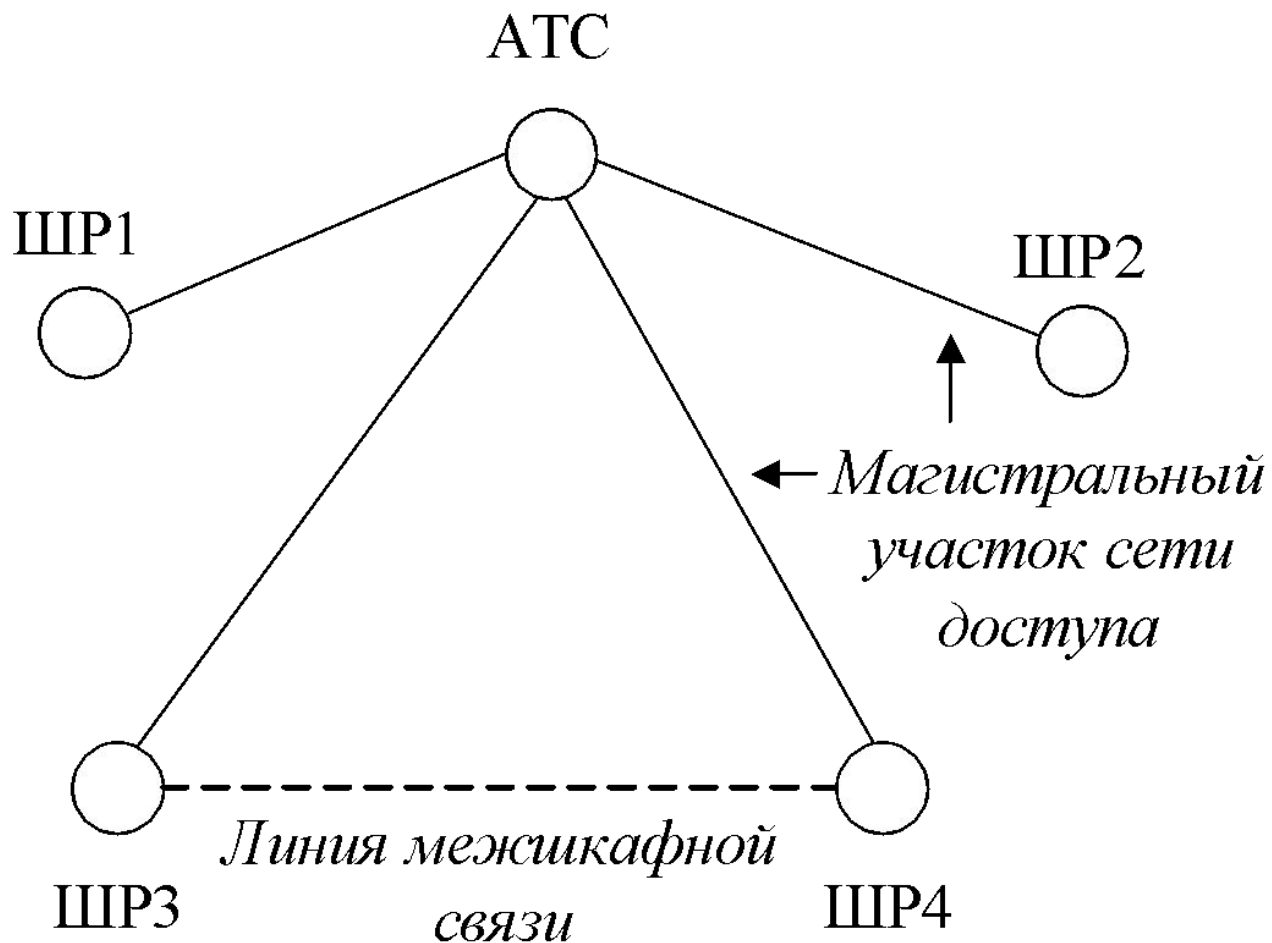 АТС
ШР1
ШР2
Магистральный
участок сети
доступа
Линия межшкафной
связи
ШР3
ШР4